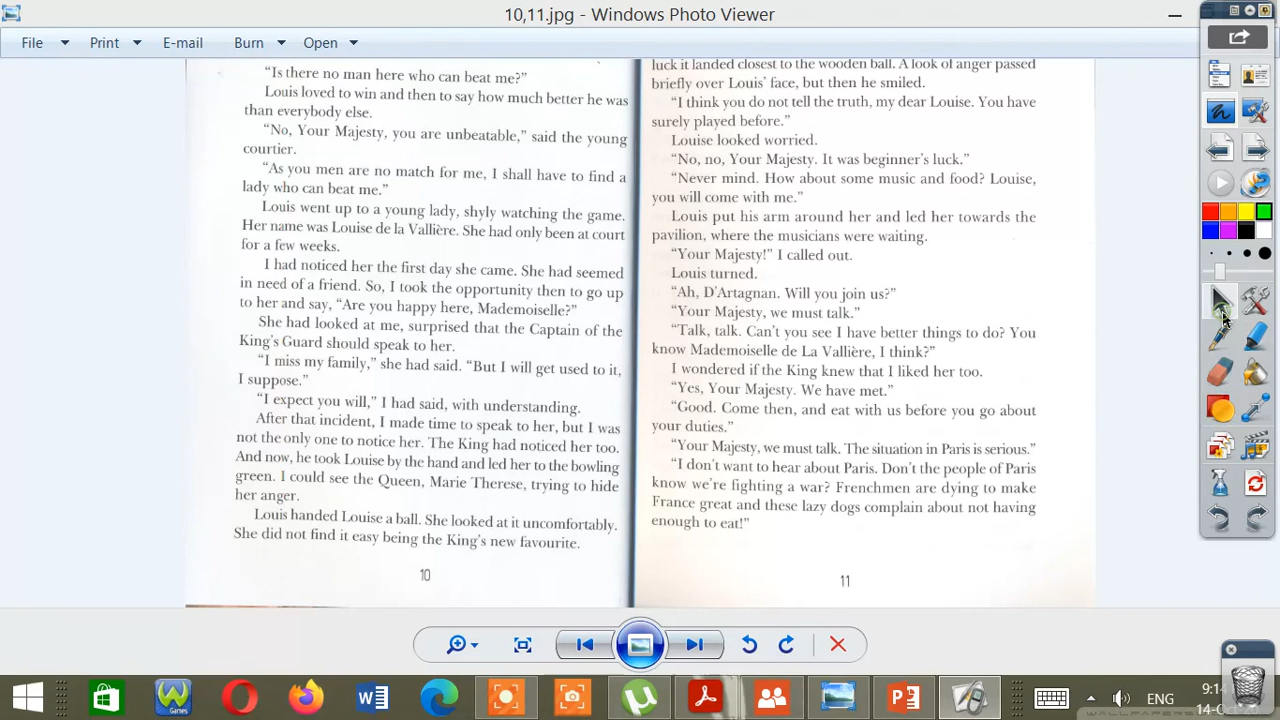 10,11.jpg - Windows Photo Viewer
File Print E-mail Burn Open
"Is there no man here who can beat me?"
Louis loved to win and then to say how much better he was
than everybody else.
"No, Your Majesty, you are unbeatable," said the young
courtier.
"As you men are no match for me, I shall have to find a
lady who can beat me."
Louis went up to a young lady, shyly watching the game.
Her name was Louise de la Vallière. She had only been at court
for a few weeks.
I had noticed her the first day she came. She had seemed
in need of a friend. So, I took the opportunity then to go up
to her and say, "Are you happy here, Mademoiselle?"
She had looked at me, surprised that the Captain of the
King's Guard should speak to her.
"I miss my family," she had said. "But I will get used to it,
I suppose."
"I expect you will," I had said, with understanding.
After that incident, I made time to speak to her, but I was
not the only one to notice her. The King had noticed her too.
And now, he took Louise by the hand and led her to the bowling
green. I could see the Queen, Marie Therese, trying to hide
her anger.
Louis handed Louise a ball. She looked at it uncomfortably.
She did not find it easy being the King's new favourite.
10
luck it landed closest to the wooden ball. A look of anger passed
briefly over Louis' face, but then he smiled.
"I think you do not tell the truth, my dear Louise. You have
surely played before."
Louise looked worried.
"No, no, Your Majesty. It was beginner's luck."
"Never mind. How about some music and food? Louise,
you will come with me."
Louis put his arm around her and led her towards the
pavilion, where the musicians were waiting.
"Your Majesty!" I called out.
Louis turned.
"Ah, D'Artagnan. Will you join us?"
"Your Majesty, we must talk."
"Talk, talk. Can't you see I have better things to do? You
know Mademoiselle de La Vallière, I think?"
I wondered if the King knew that I liked her too.
"Yes, Your Majesty. We have met."
"Good. Come then, and eat with us before you go about
your duties."
"Your Majesty, we must talk. The situation in Paris is serious."
"I don't want to hear about Paris. Don't the people of Paris
know we're fighting a war? Frenchmen are dying to make
France great and these lazy dogs complain about not having
enough to eat!"
11
Games
ENG
9:14
14-Oct